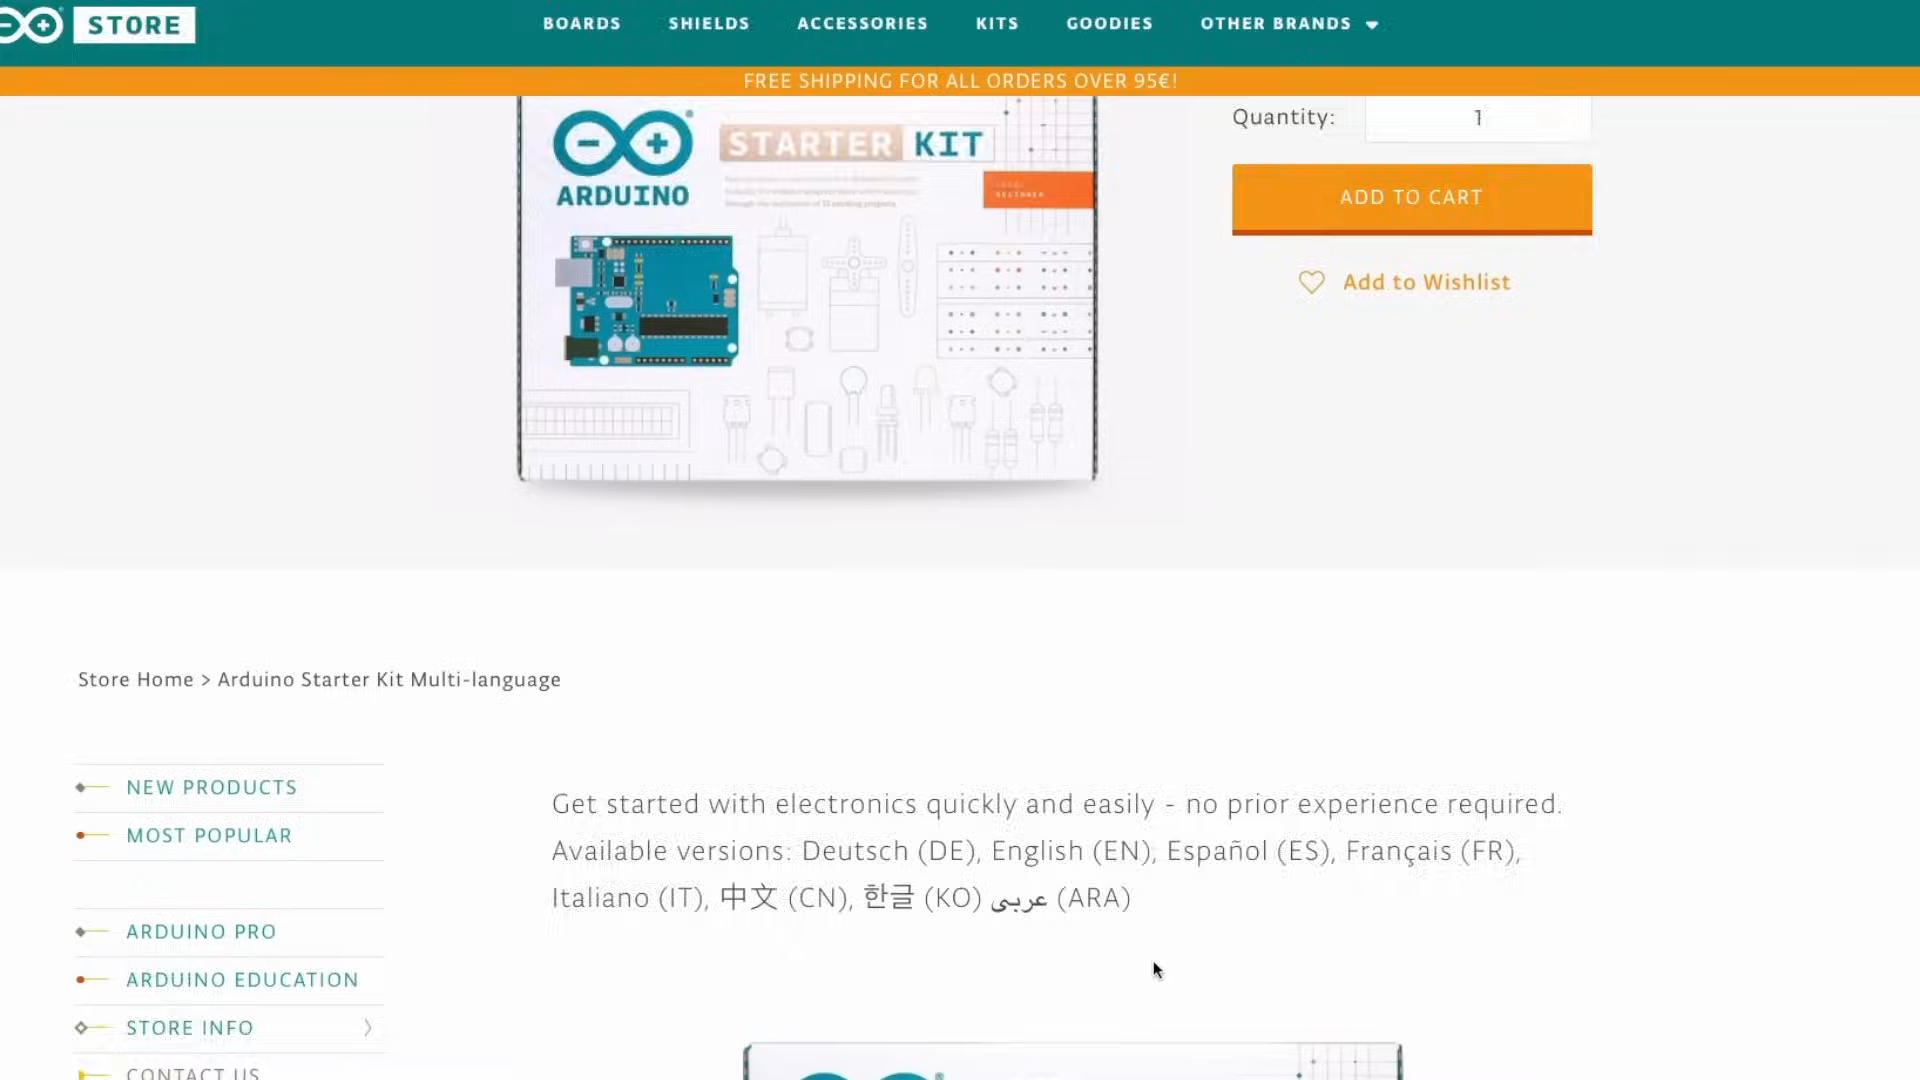 STORE
BOARDS SHIELDS ACCESSORIES KITS GOODIES OTHER BRANDS
FREE SHIPPING FOR ALL ORDERS OVER 95€!
ARDUINO
STARTER KIT
BEGINNER
Quantity: 1
ADD TO CART
Add to Wishlist
Store Home > Arduino Starter Kit Multi-language
NEW PRODUCTS
MOST POPULAR
ARDUINO PRO
ARDUINO EDUCATION
STORE INFO
CONTACT US
Get started with electronics quickly and easily - no prior experience required.
Available versions: Deutsch (DE), English (EN), Español (ES), Français (FR),
Italiano (IT), 中文 (CN), 한글 (KO) عربى (ARA)